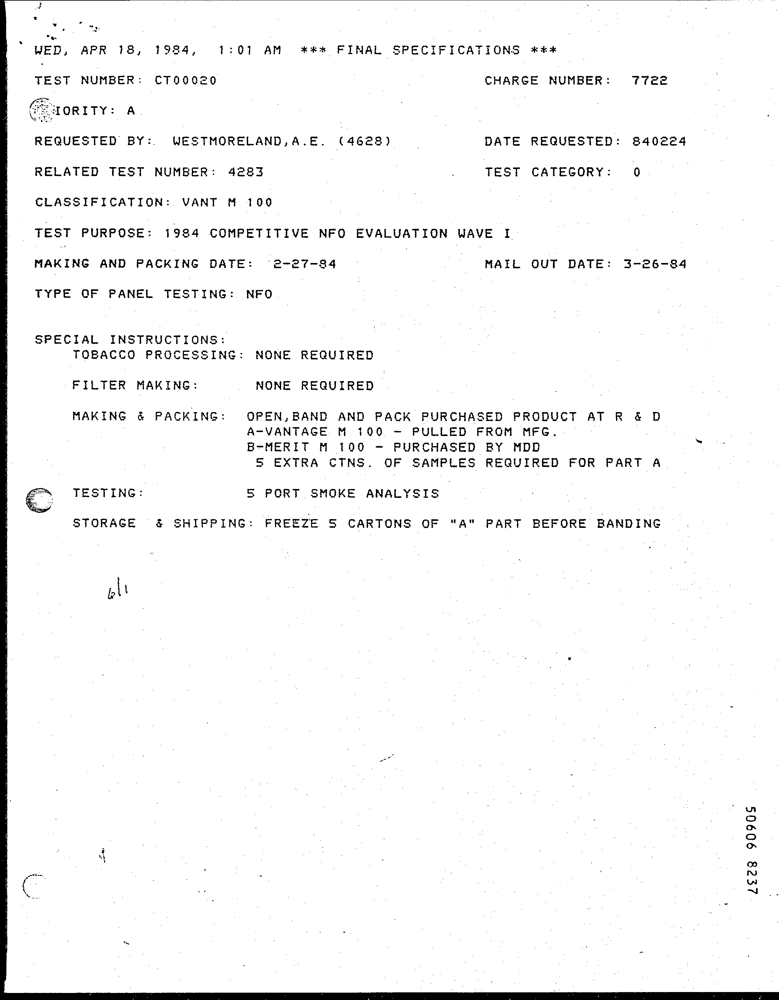 WED, APR 18, 1984, 1:01 AM *** FINAL SPECIFICATIONS ***
TEST NUMBER: CT00020 CHARGE NUMBER: 7722
IORITY: A
REQUESTED BY: WESTMORELAND,A.E. (4628) DATE REQUESTED: 840224
RELATED TEST NUMBER: 4283 TEST CATEGORY: 0
CLASSIFICATION: VANT M 100
TEST PURPOSE: 1984 COMPETITIVE NFO EVALUATION WAVE I
MAKING AND PACKING DATE: 2-27-84 MAIL OUT DATE: 3-26-84
TYPE OF PANEL TESTING: NFO
SPECIAL INSTRUCTIONS:
TOBACCO PROCESSING: NONE REQUIRED
FILTER MAKING: NONE REQUIRED
MAKING & PACKING: OPEN,BAND AND PACK PURCHASED PRODUCT AT R & D
A-VANTAGE M 100 - PULLED FROM MFG.
B-MERIT M 100 - PURCHASED BY MDD
5 EXTRA CTNS. OF SAMPLES REQUIRED FOR PART A
TESTING: 5 PORT SMOKE ANALYSIS
STORAGE & SHIPPING: FREEZE 5 CARTONS OF "A" PART BEFORE BANDING
50606 8237